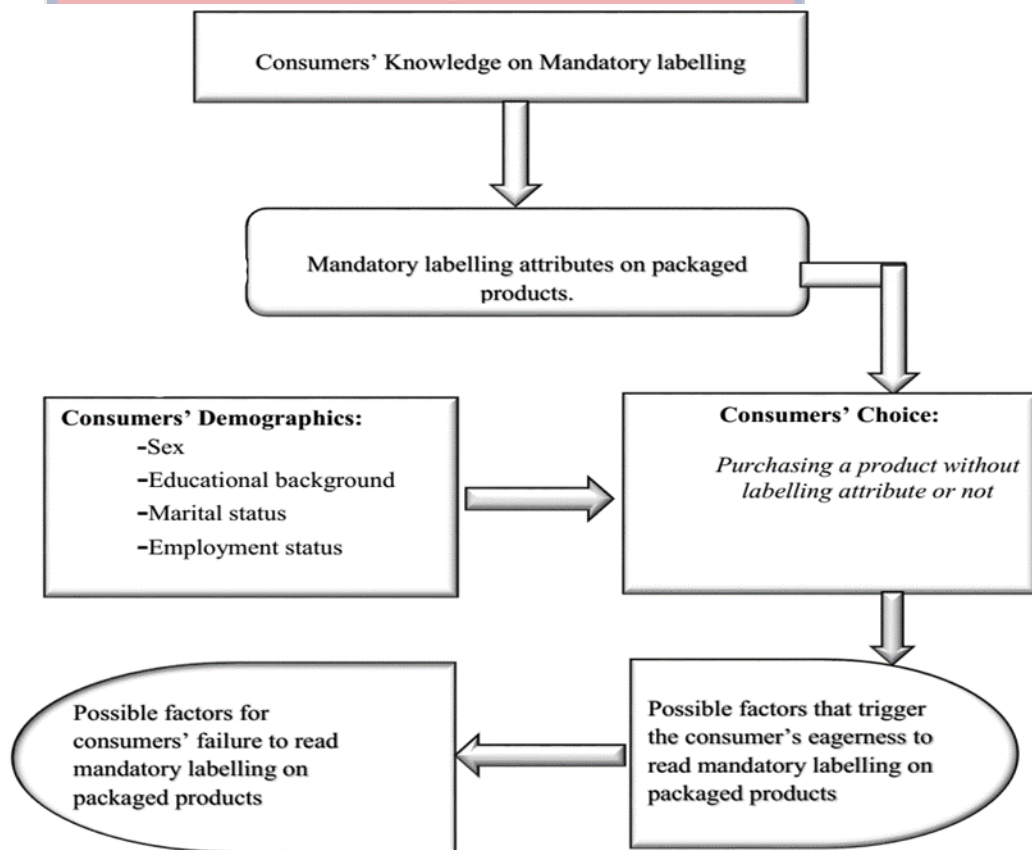 Consumers' Knowledge on Mandatory labelling
Mandatory labelling attributes on packaged
products.
Consumers' Demographics:
-Sex
-Educational background
-Marital status
-Employment status
Consumers' Choice:
Purchasing a product without
labelling attribute or not
Possible factors for
consumers' failure to read
mandatory labelling on
packaged products
Possible factors that trigger
the consumer's eagerness to
read mandatory labelling on
packaged products